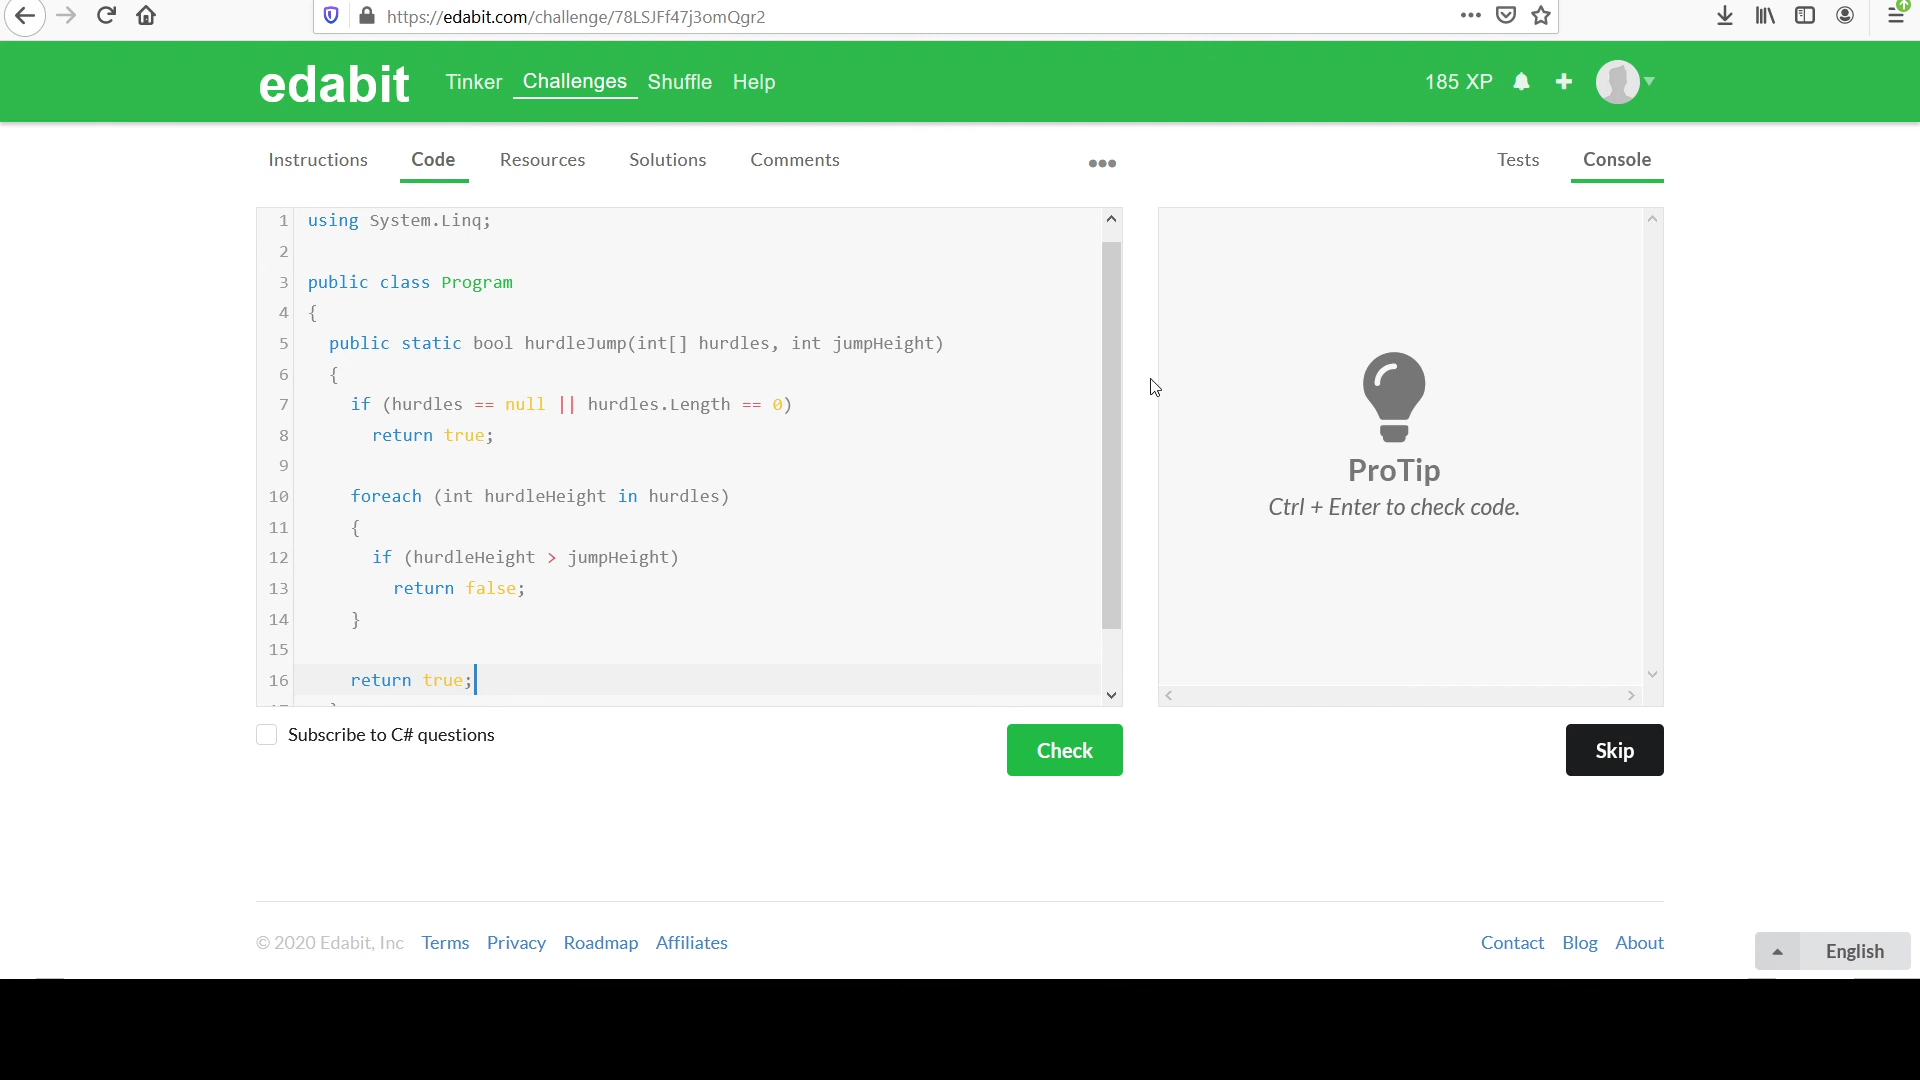 https://edabit.com/challenge/78LSJFf47j3omQgr2
edabit Tinker Challenges Shuffle Help 185 XP
Instructions Code Resources Solutions Comments Tests Console
1 using System.Linq;
2
3 public class Program
4 {
5 public static bool hurdleJump(int[] hurdles, int jumpHeight)
6 {
7 if (hurdles == null || hurdles.Length == 0)
8 return true;
9
10 foreach (int hurdleHeight in hurdles)
11 {
12 if (hurdleHeight > jumpHeight)
13 return false;
14 }
15
16 return true;
ProTip
Ctrl + Enter to check code.
Subscribe to C# questions
Check
Skip
© 2020 Edabit, Inc Terms Privacy Roadmap Affiliates Contact Blog About
English